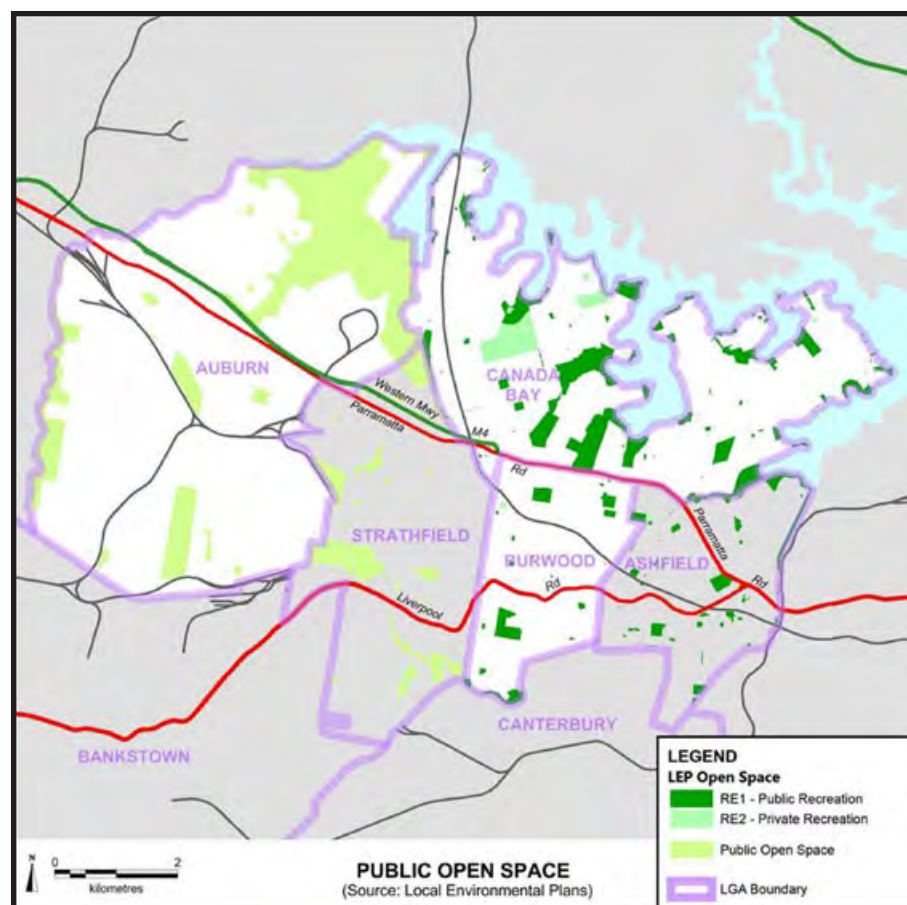 AUBURN
CANADA
BAY
Western Mwy
M4
Parramatta
Rd
STRATHFIELD
BURWOOD
ASHFIELD
Parramatta
Rd
Liverpool
Rd
CANTERBURY
BANKSTOWN
LEGEND
LEP Open Space
RE1 - Public Recreation
RE2 - Private Recreation
Public Open Space
LGA Boundary
N
0 2
kilometres
PUBLIC OPEN SPACE
(Source: Local Environmental Plans)